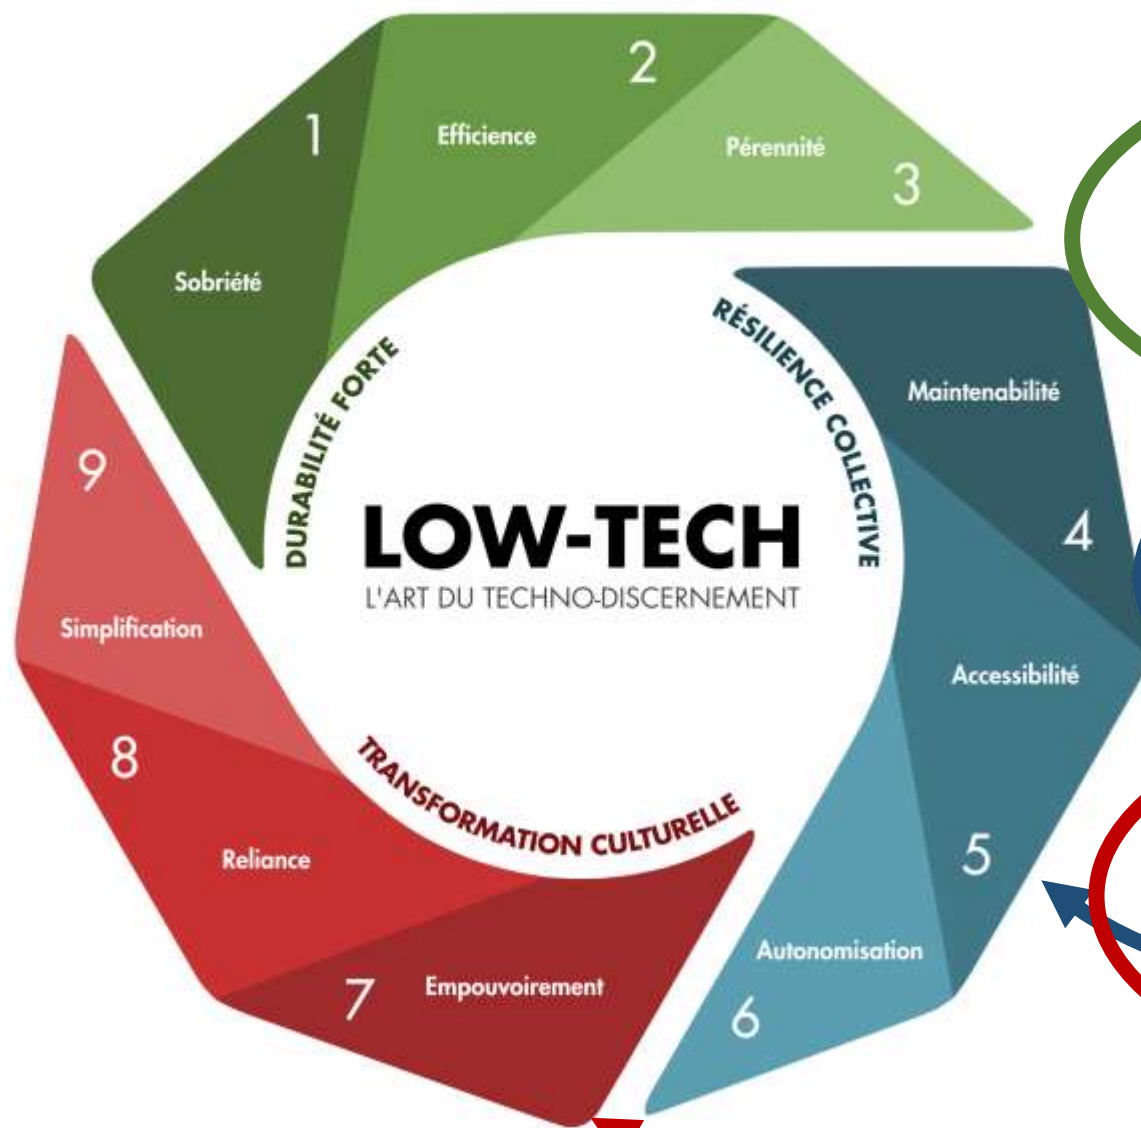 1
Sobriété
2
Efficience
3
Pérennité
DURABILITÉ FORTE
4
Maintenabilité
5
Accessibilité
6
Autonomisation
RÉSILIENCE COLLECTIVE
7
Empouvoirement
8
Reliance
9
Simplification
TRANSFORMATION CULTURELLE
LOW-TECH
L'ART DU TECHNO-DISCERNEMENT